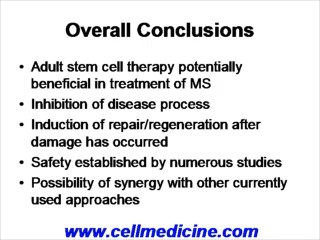 Overall Conclusions
• Adult stem cell therapy potentially
beneficial in treatment of MS
• Inhibition of disease process
• Induction of repair/regeneration after
damage has occurred
• Safety established by numerous studies
• Possibility of synergy with other currently
used approaches
www.cellmedicine.com